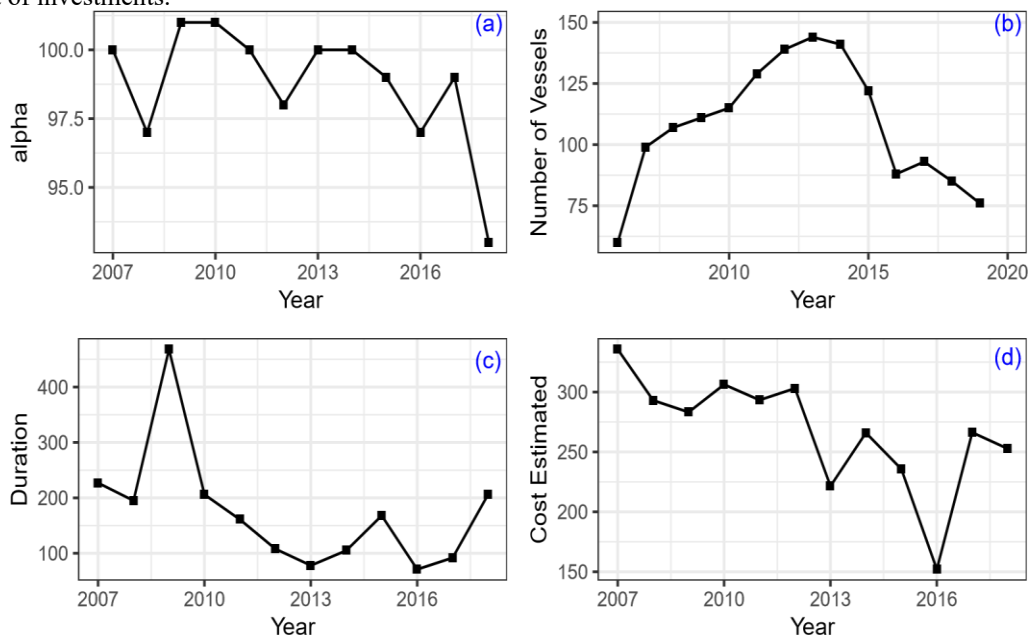 of investments.
(a)
100.0
97.5
95.0
alpha
2007 2010 2013 2016
Year
(b)
150
125
100
75
Number of Vessels
2010 2015 2020
Year
(c)
400
300
200
100
Duration
2007 2010 2013 2016
Year
(d)
300
250
200
150
Cost Estimated
2007 2010 2013 2016
Year